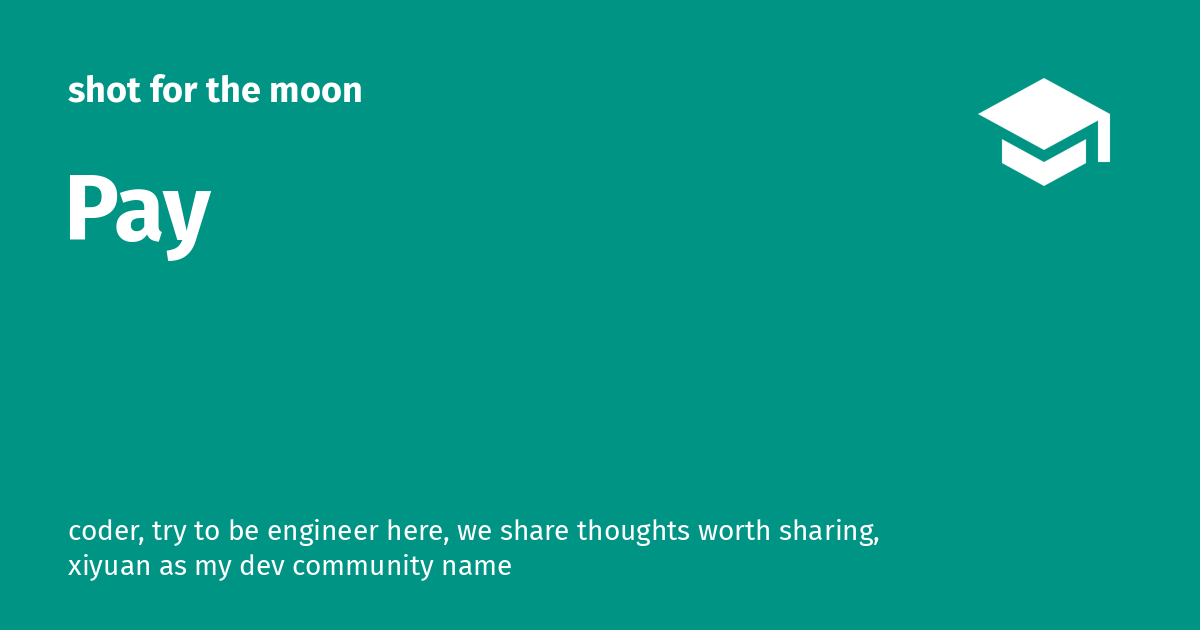 shot for the moon
Pay
coder, try to be engineer here, we share thoughts worth sharing,
xiyuan as my dev community name